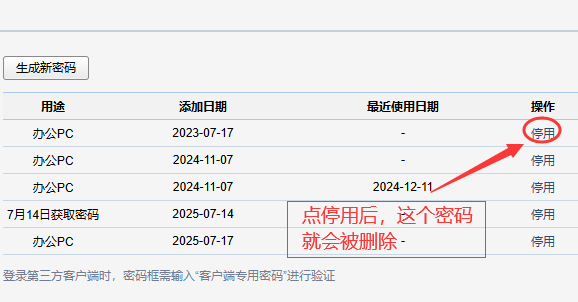 生成新密码
用途 添加日期 最近使用日期 操作
办公PC 2023-07-17 - 停用
办公PC 2024-11-07 - 停用
办公PC 2024-11-07 2024-12-11 停用
7月14日获取密码 2025-07-14 - 停用
办公PC 2025-07-17 - 停用
点停用后，这个密码
就会被删除
登录第三方客户端时，密码框需输入“客户端专用密码”进行验证